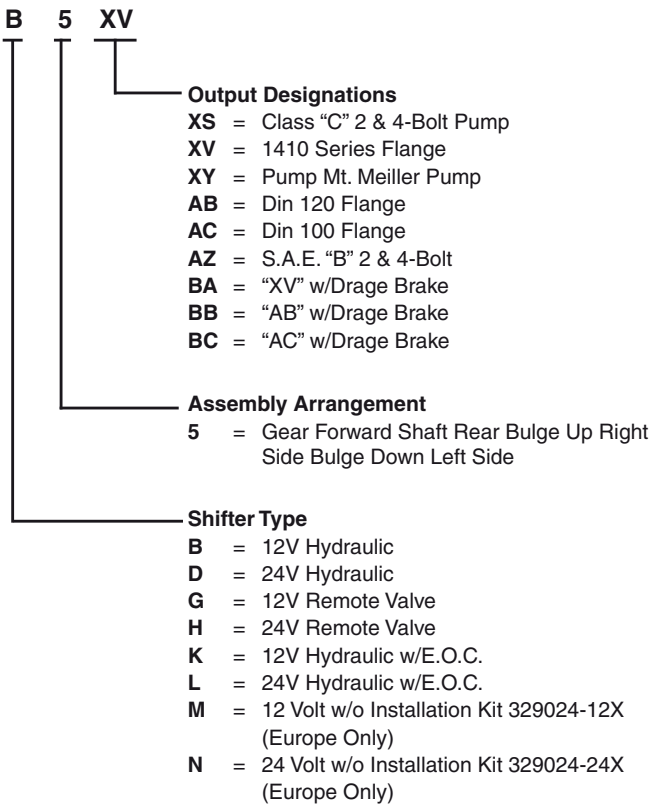 B 5 XV
Output Designations
XS = Class “C” 2 & 4-Bolt Pump
XV = 1410 Series Flange
XY = Pump Mt. Meiller Pump
AB = Din 120 Flange
AC = Din 100 Flange
AZ = S.A.E. “B” 2 & 4-Bolt
BA = “XV” w/Drage Brake
BB = “AB” w/Drage Brake
BC = “AC” w/Drage Brake
Assembly Arrangement
5 = Gear Forward Shaft Rear Bulge Up Right
Side Bulge Down Left Side
Shifter Type
B = 12V Hydraulic
D = 24V Hydraulic
G = 12V Remote Valve
H = 24V Remote Valve
K = 12V Hydraulic w/E.O.C.
L = 24V Hydraulic w/E.O.C.
M = 12 Volt w/o Installation Kit 329024-12X
(Europe Only)
N = 24 Volt w/o Installation Kit 329024-24X
(Europe Only)